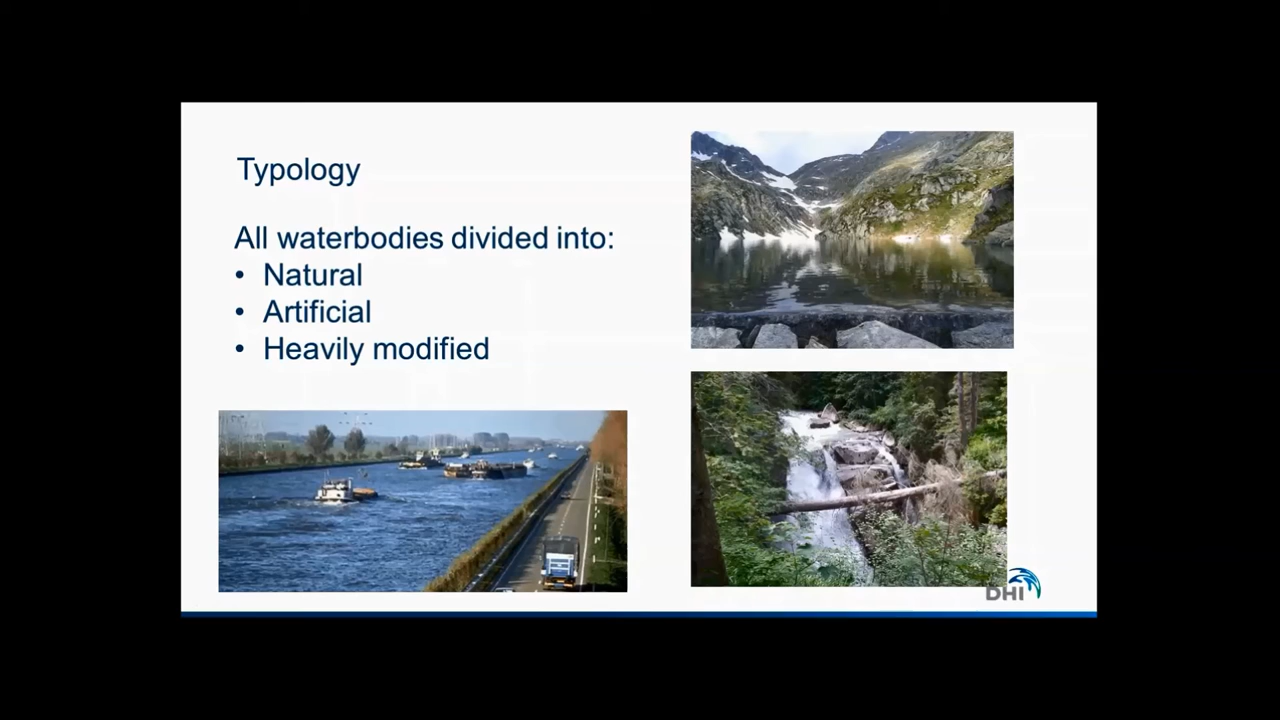 Typology
All waterbodies divided into:
• Natural
• Artificial
• Heavily modified
DHI